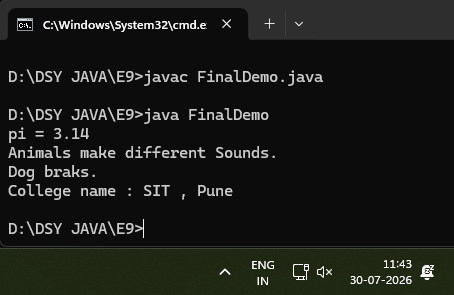 C:\Windows\System32\cmd.e
D:\DSY JAVA\E9>javac FinalDemo.java
D:\DSY JAVA\E9>java FinalDemo
pi = 3.14
Animals make different Sounds.
Dog braks.
College name : SIT , Pune
D:\DSY JAVA\E9>
ENG
IN
11:43
30-07-2026